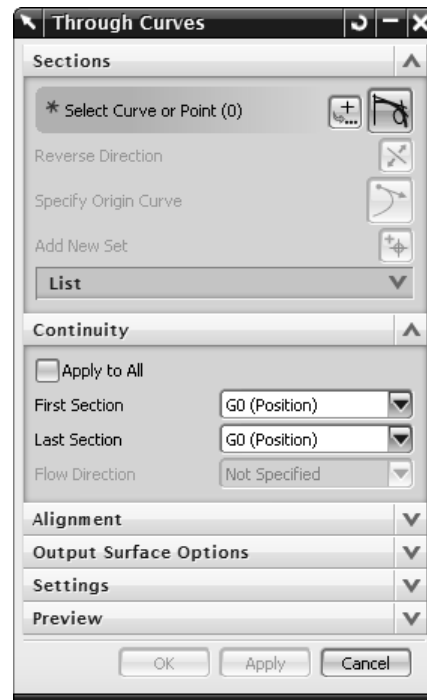 Through Curves
Sections
* Select Curve or Point (0)
Reverse Direction
Specify Origin Curve
Add New Set
List
Continuity
Apply to All
First Section G0 (Position)
Last Section G0 (Position)
Flow Direction Not Specified
Alignment
Output Surface Options
Settings
Preview
OK Apply Cancel